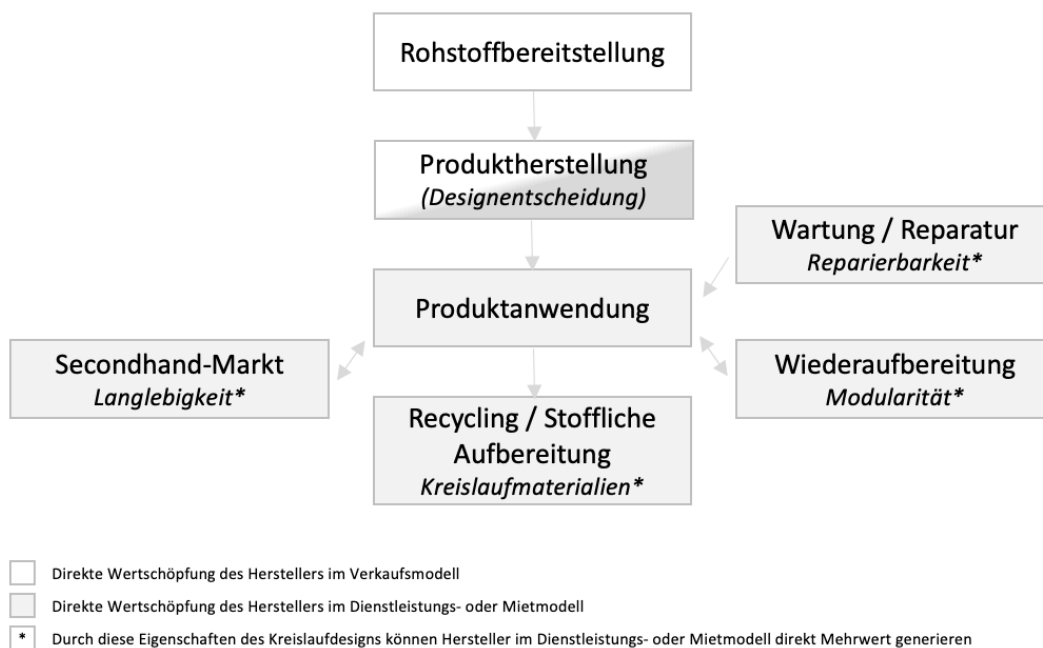 Rohstoffbereitstellung
Produktherstellung
(Designentscheidung)
Wartung / Reparatur
Reparierbarkeit*
Produktanwendung
Secondhand-Markt
Langlebigkeit*
Wiederaufbereitung
Modularität*
Recycling / Stoffliche
Aufbereitung
Kreislaufmaterialien*
Direkte Wertschöpfung des Herstellers im Verkaufsmodell
Direkte Wertschöpfung des Herstellers im Dienstleistungs- oder Mietmodell
* Durch diese Eigenschaften des Kreislaufdesigns können Hersteller im Dienstleistungs- oder Mietmodell direkt Mehrwert generieren